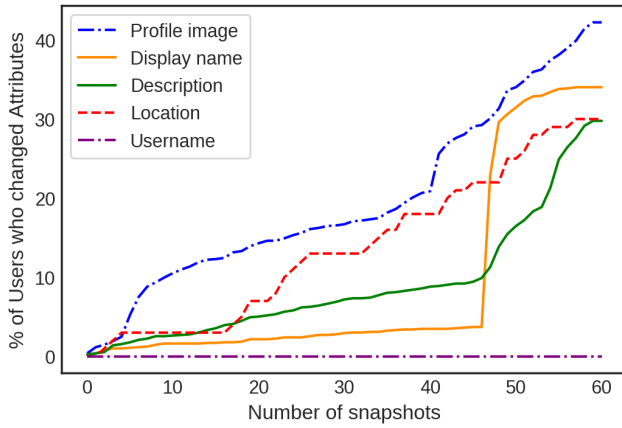 Profile image
Display name
Description
Location
Username
% of Users who changed Attributes
40
30
20
10
0
0 10 20 30 40 50 60
Number of snapshots